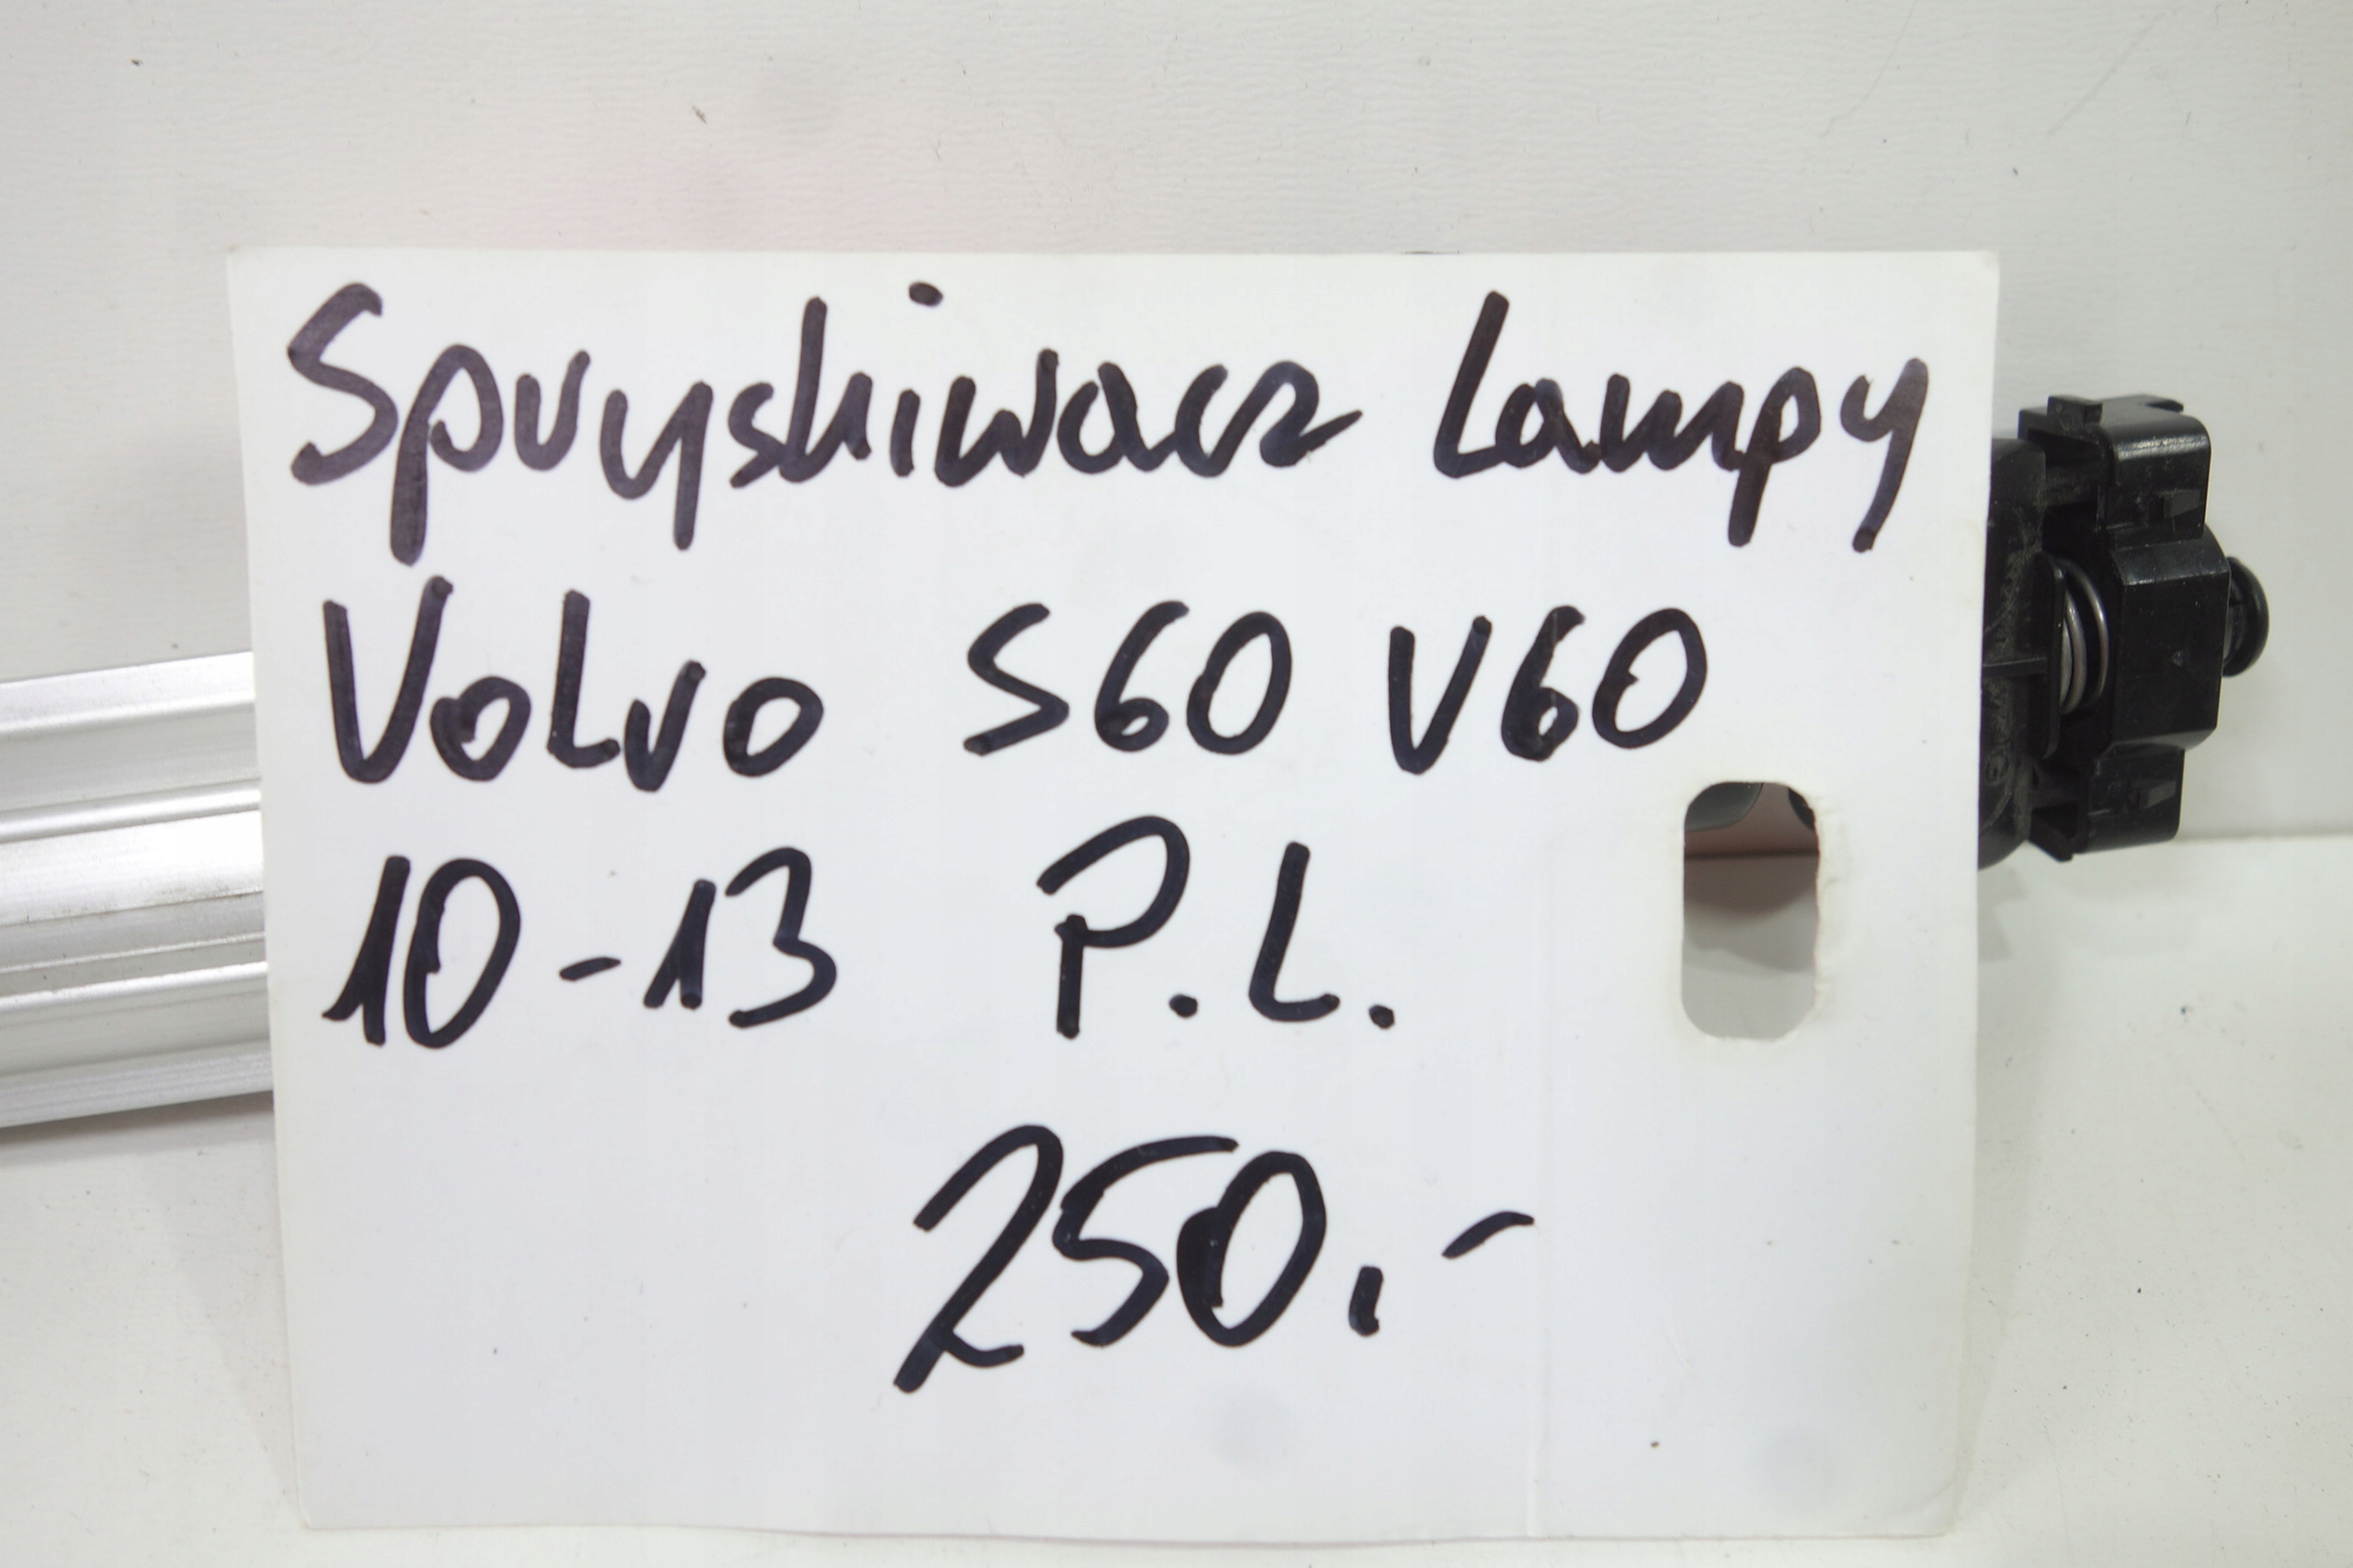 Spryskiwacz Lampy
Volvo S60 V60
10-13 P.L.
250.-